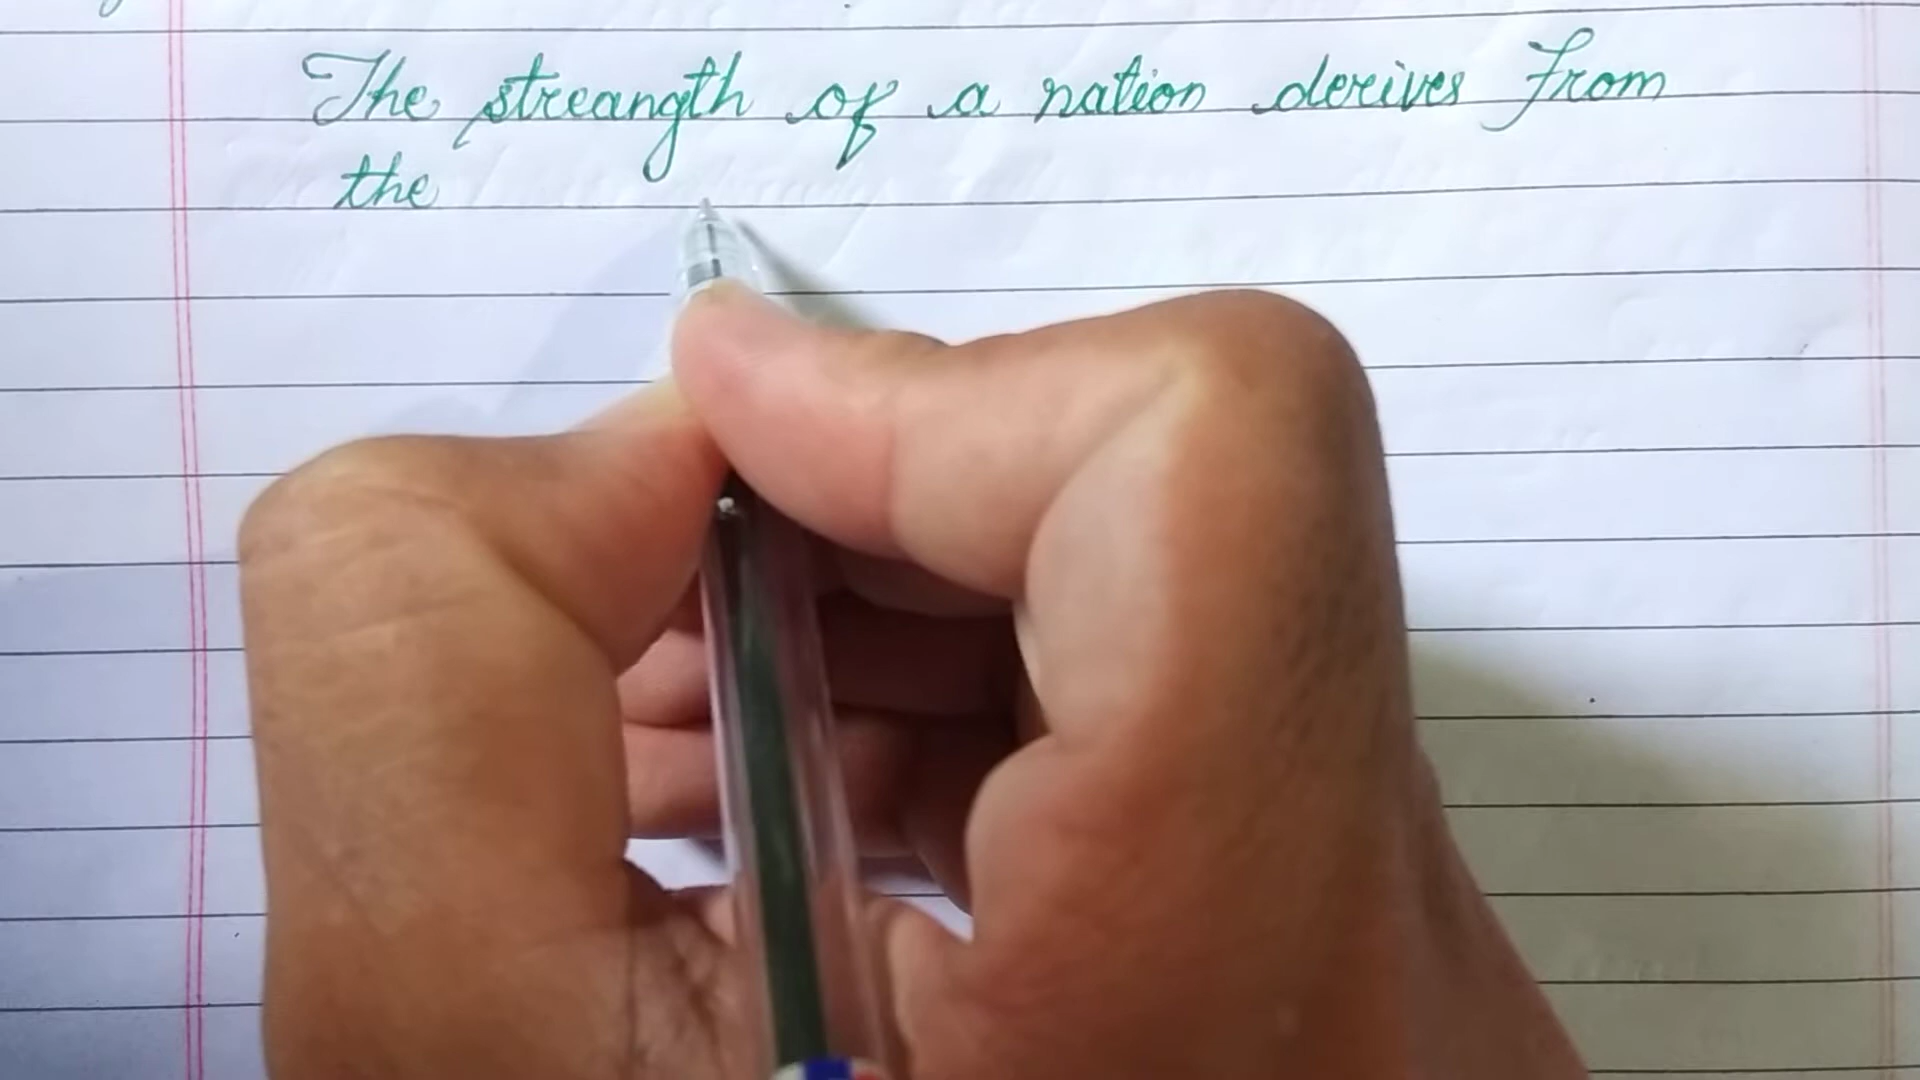 The streangth of a nation derives from
the